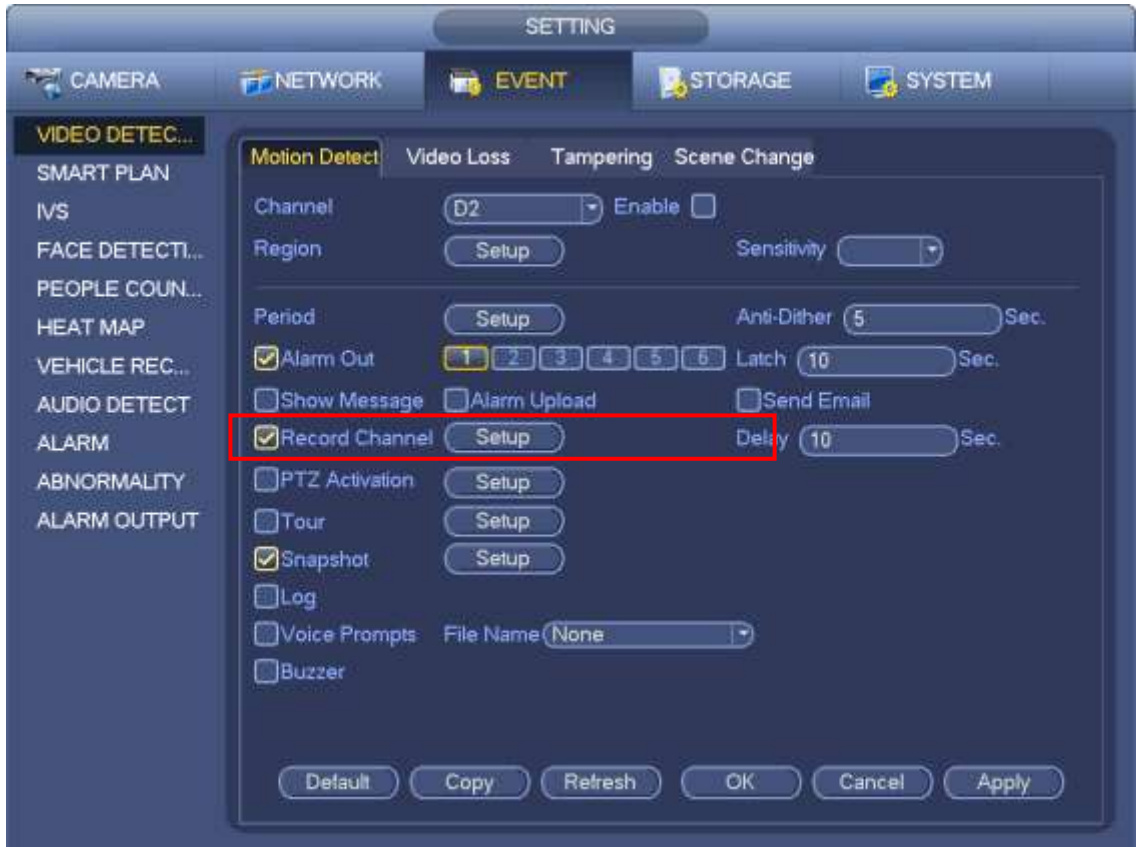 SETTING
CAMERA NETWORK EVENT STORAGE SYSTEM
VIDEO DETEC...
SMART PLAN
IVS
FACE DETECTI...
PEOPLE COUN...
HEAT MAP
VEHICLE REC...
AUDIO DETECT
ALARM
ABNORMALITY
ALARM OUTPUT
Motion Detect Video Loss Tampering Scene Change
Channel D2 Enable
Region Setup Sensitivity
Period Setup Anti-Dither 5 Sec.
Alarm Out 1 2 3 4 5 6 Latch 10 Sec.
Show Message Alarm Upload Send Email
Record Channel Setup Delay 10 Sec.
PTZ Activation Setup
Tour Setup
Snapshot Setup
Log
Voice Prompts File Name None
Buzzer
Default Copy Refresh OK Cancel Apply